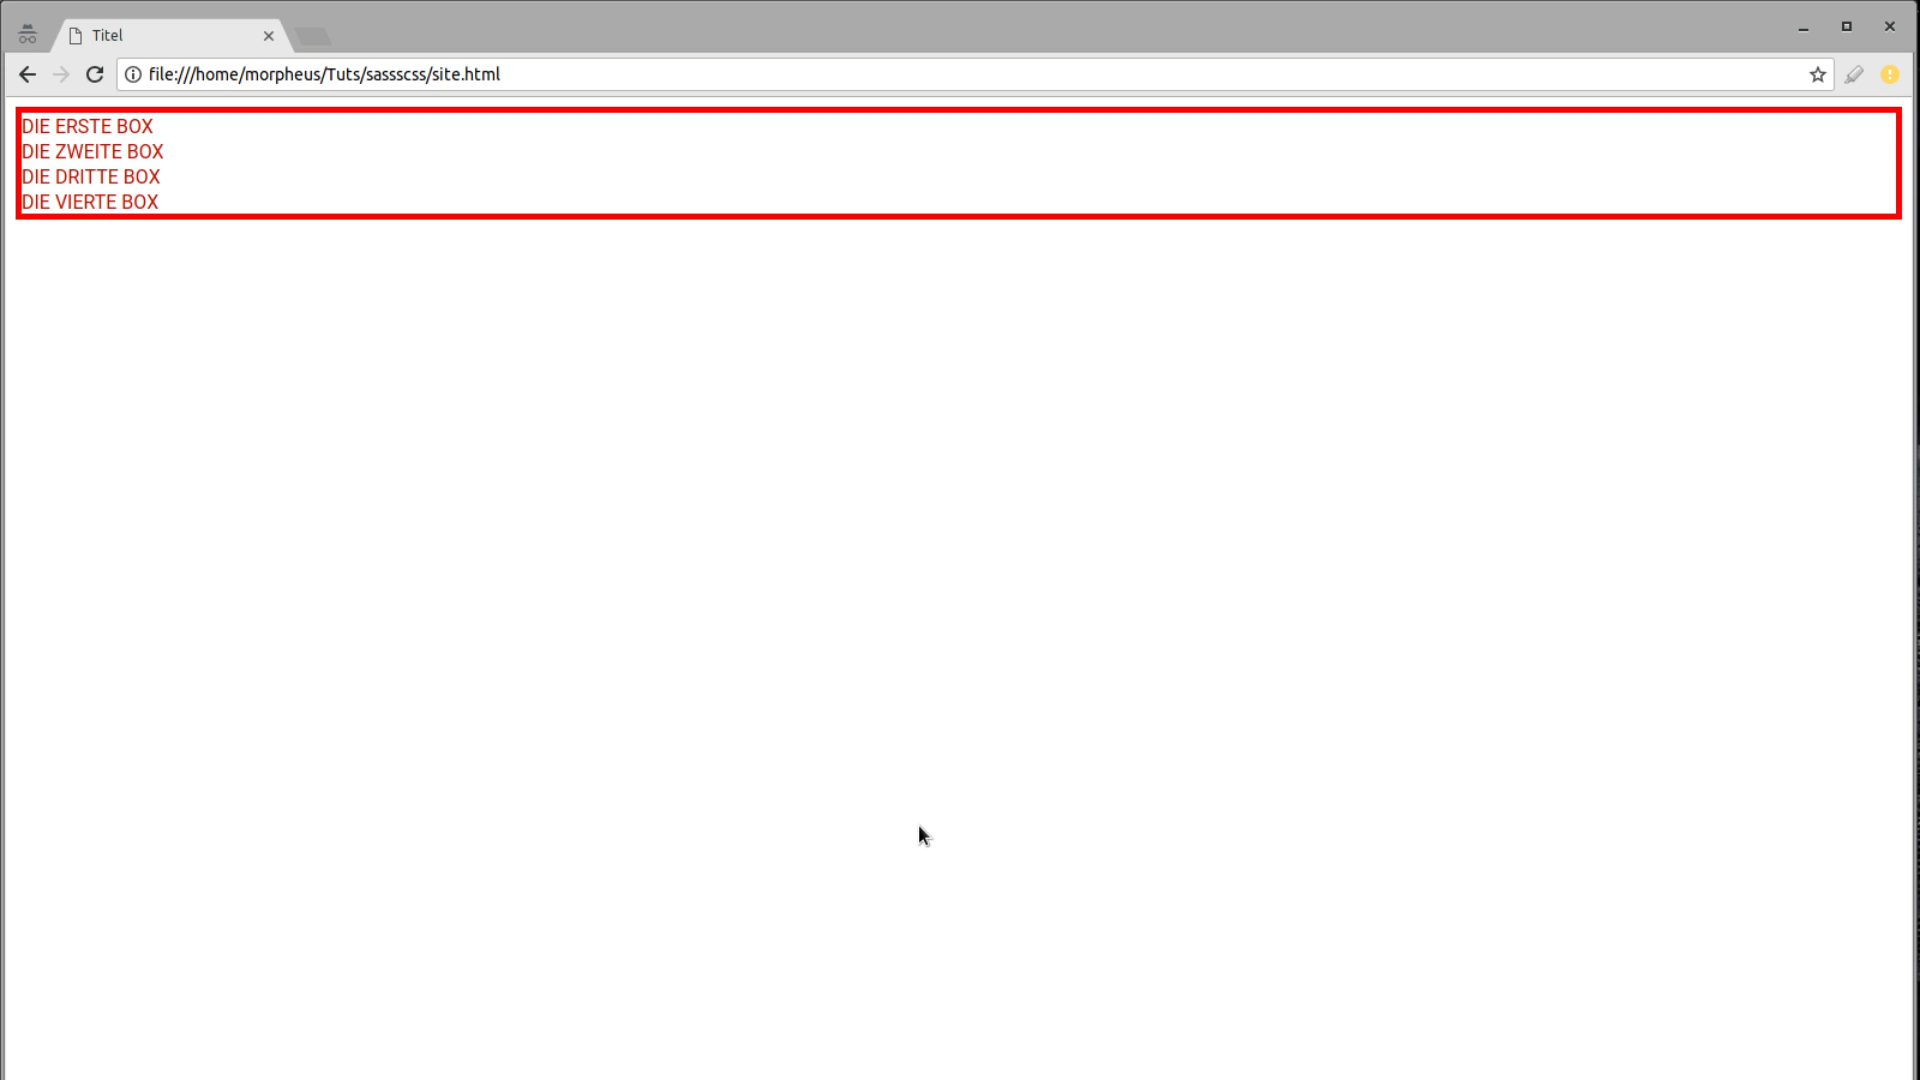 Titel
file:///home/morpheus/Tuts/sassscss/site.html
DIE ERSTE BOX
DIE ZWEITE BOX
DIE DRITTE BOX
DIE VIERTE BOX